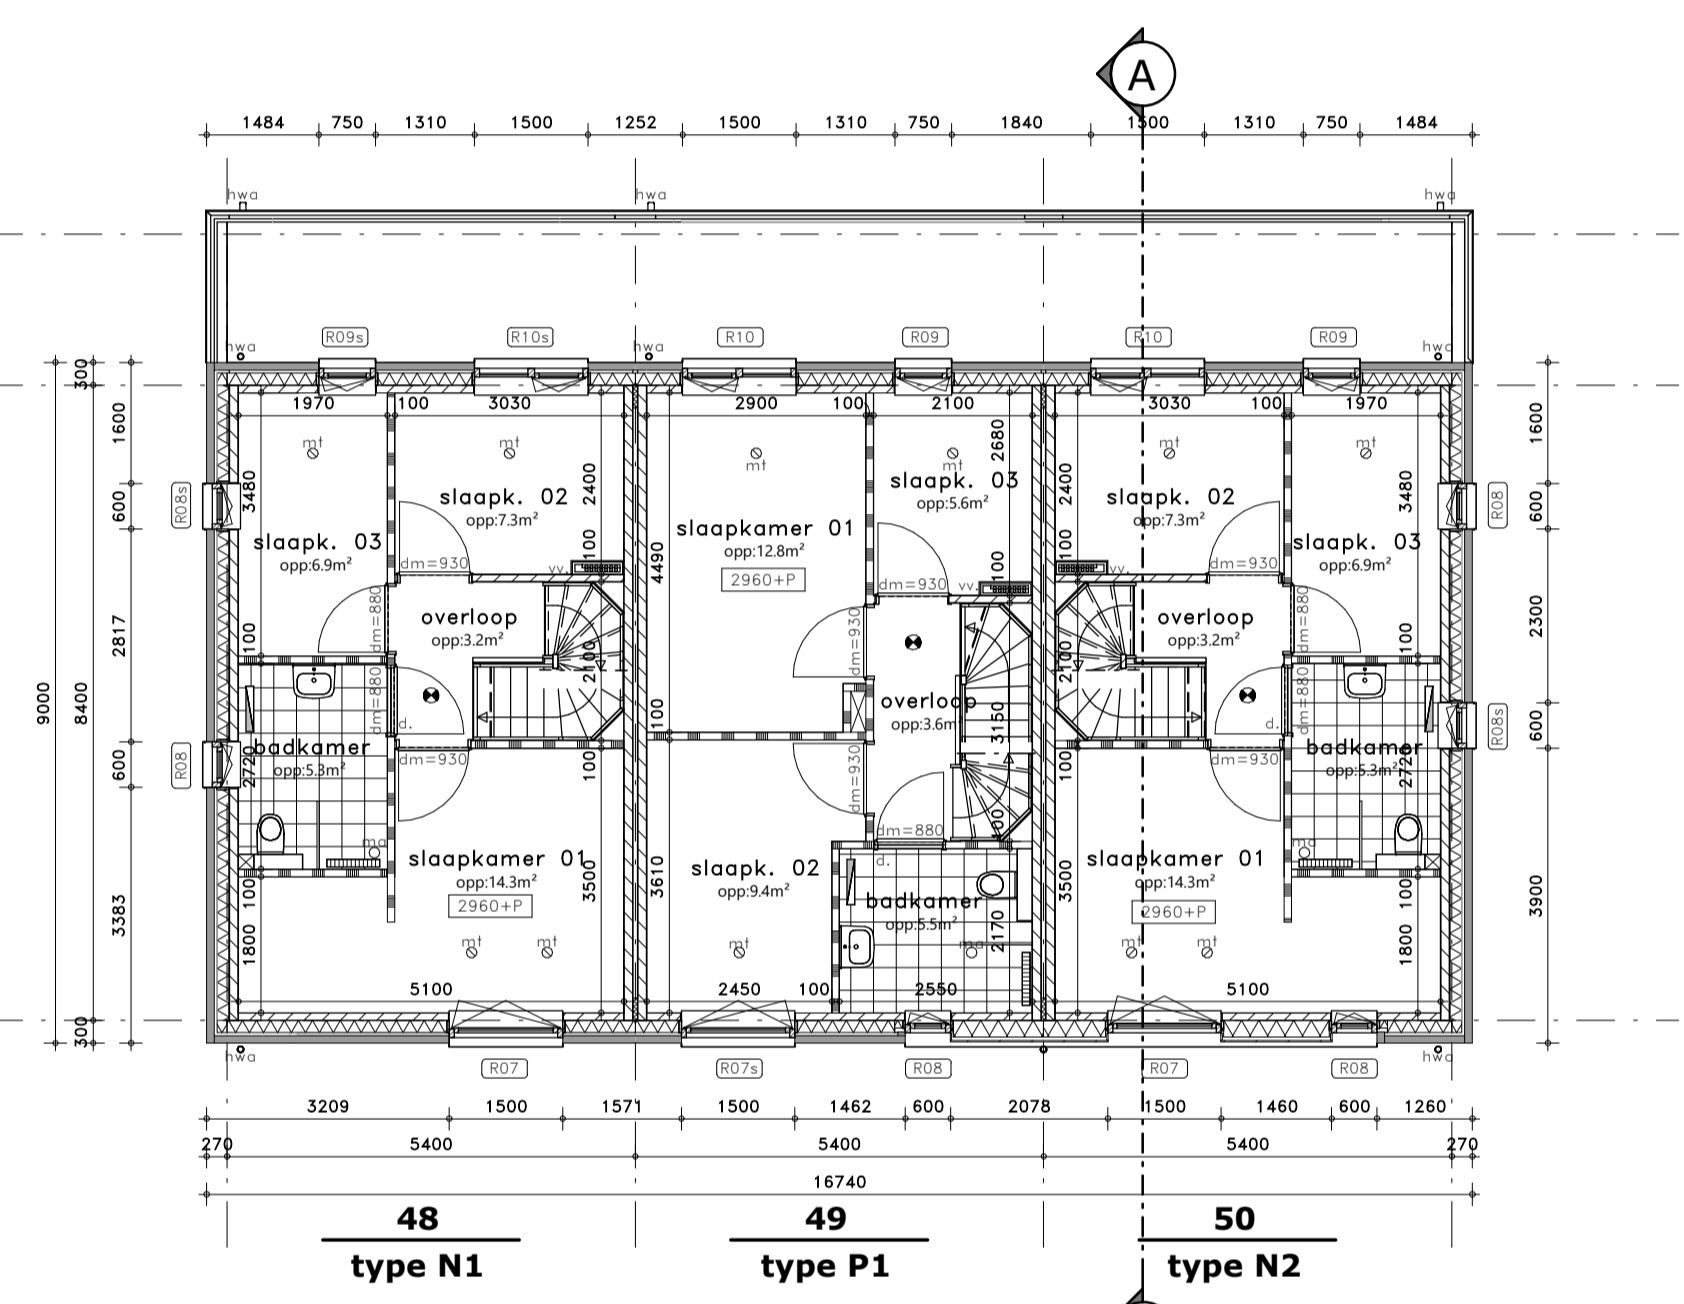 A
1484 750 1310 1500 1252 1500 1310 750 1840 1500 1310 750 1484
hwa hwa hwa
R09s R10s R10 R09 R10 R09
hwa hwa hwa
300 1970 100 3030 2900 100 2100 3030 100 1970
1600 1600
mt mt mt mt mt mt
3480 2400 2680 2400 3480
R08s 600 600 R08
slaapk. 02 slaapk. 03 slaapk. 02
opp:7.3m² opp:5.6m² opp:7.3m²
slaapk. 03 slaapkamer 01 slaapk. 03
opp:6.9m² opp:12.8m² opp:6.9m²
100 4490 100 100
dm=930 vv. 2960+P dm=930 vv. vv. dm=930
overloop overloop
opp:3.2m² opp:3.2m²
2817 100 dm=880 dm=930 dm=880 100 2300
9000 8400
dm=880 2100 2100 dm=880
d. d.
overloop
opp:3.6m²
100 3150
R08 600 600 R08s
badkamer badkamer
opp:5.3m² opp:5.3m²
2720 dm=930 100 dm=930 100 dm=930 2720
ma dm=880 100 ma
d.
slaapkamer 01 slaapk. 02 slaapkamer 01
opp:14.3m² opp:9.4m² opp:14.3m²
2960+P 3500 3610 badkamer 3500 2960+P
opp:5.5m²
3383 100 100 3900
1800 2170 1800
mt mt mt ma mt mt
5100 2450 100 2550 5100
300
hwa hwa
R07 R07s R08 R07 R08
3209 1500 1571 1500 1462 600 2078 1500 1460 600 1260
270 5400 5400 5400 270
16740
48 49 50
type N1 type P1 type N2